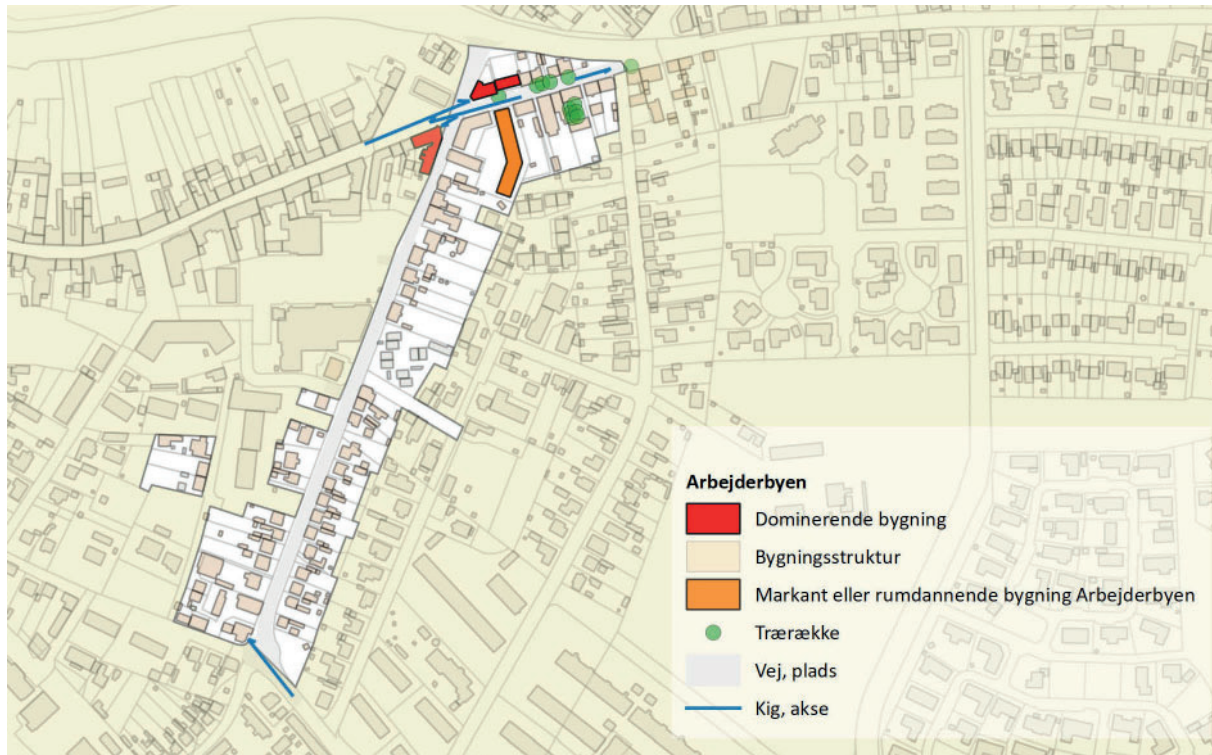 Arbejderbyen
Dominerende bygning
Bygningsstruktur
Markant eller rumdannende bygning Arbejderbyen
Trærække
Vej, plads
Kig, akse